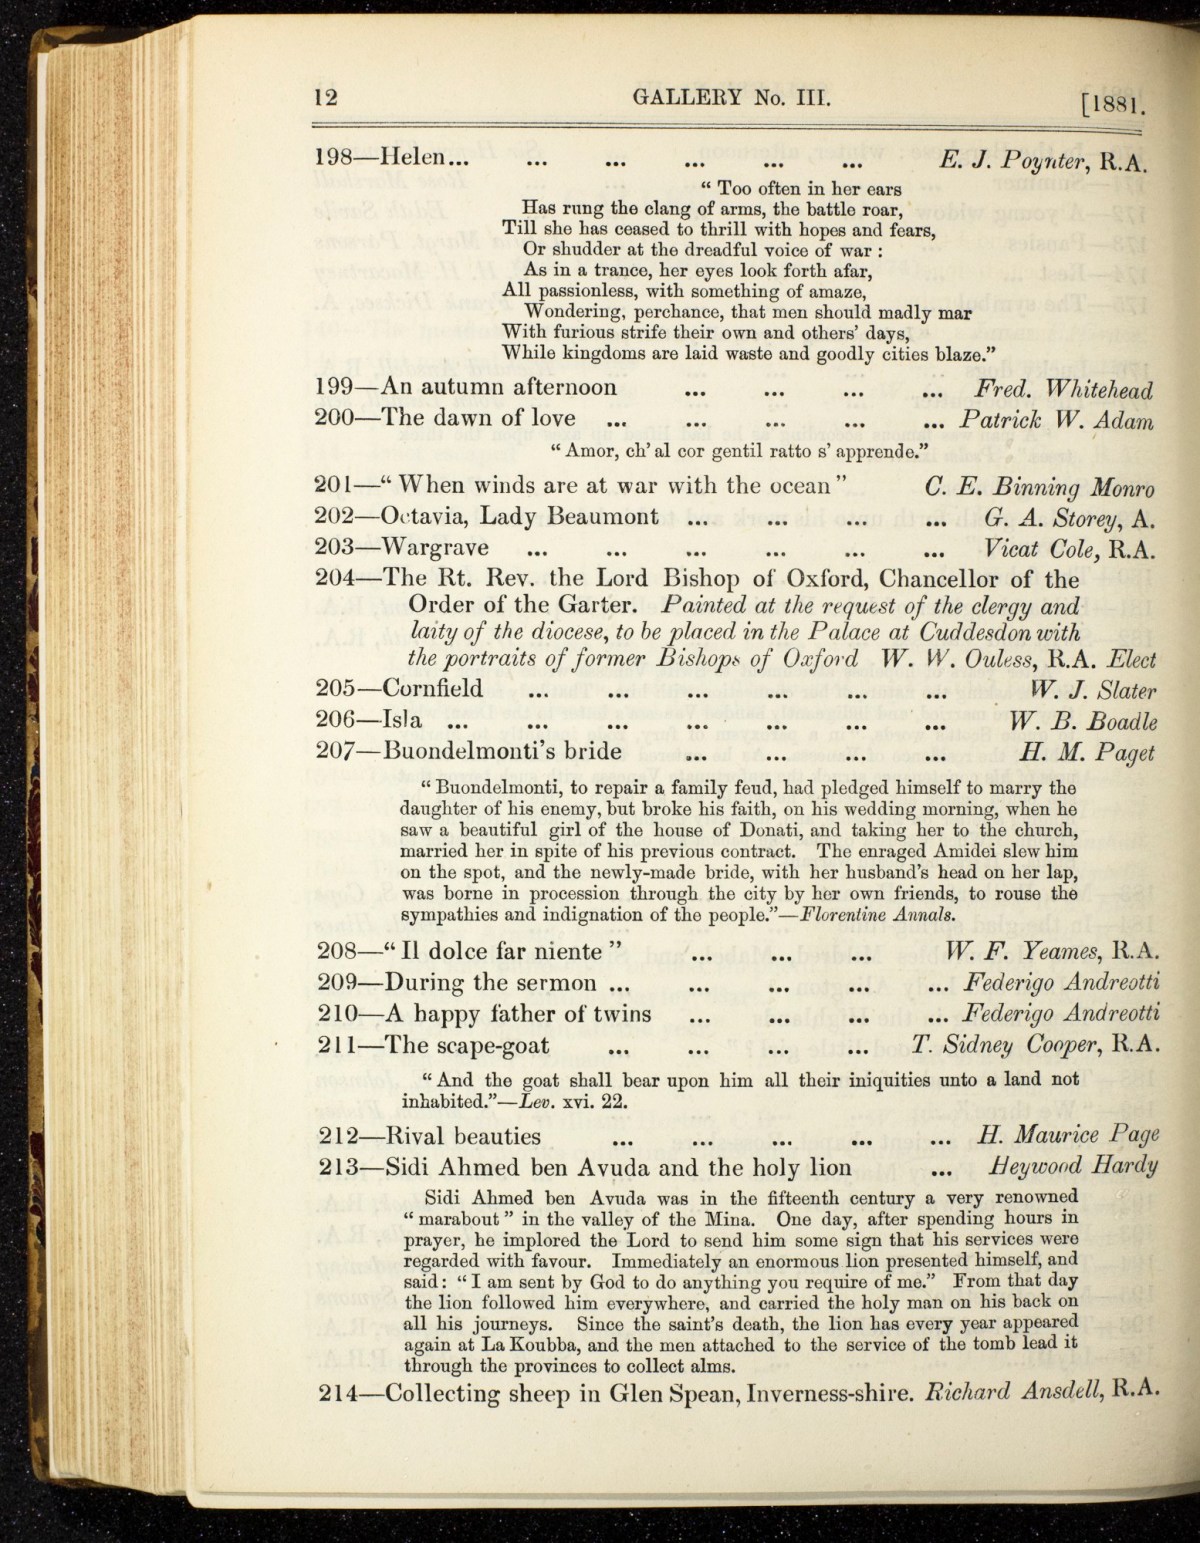 12 GALLERY No. III. [1881.
198—Helen... ... ... ... ... ... E. J. Poynter, R.A.
“ Too often in her ears
Has rung the clang of arms, the battle roar,
Till she has ceased to thrill with hopes and fears,
Or shudder at the dreadful voice of war :
As in a trance, her eyes look forth afar,
All passionless, with something of amaze,
Wondering, perchance, that men should madly mar
With furious strife their own and others’ days,
While kingdoms are laid waste and goodly cities blaze.”
199—An autumn afternoon ... ... ... ... Fred. Whitehead
200—The dawn of love ... ... ... ... ... Patrick W. Adam
“ Amor, ch’ al cor gentil ratto s’ apprende.”
201—“ When winds are at war with the ocean ” C. E. Binning Monro
202—Octavia, Lady Beaumont ... ... ... ... G. A. Storey, A.
203—Wargrave ... ... ... ... ... ... Vicat Cole, R.A.
204—The Rt. Rev. the Lord Bishop of Oxford, Chancellor of the
Order of the Garter. Painted at the request of the clergy and
laity of the diocese, to be placed in the Palace at Cuddesdon with
the portraits of former Bishops of Oxford W. W. Ouless, R.A. Elect
205—Cornfield ... ... ... ... ... ... W. J. Slater
206—Isla ... ... ... ... ... ... ... W. B. Boadle
207—Buondelmonti’s bride ... ... ... ... H. M. Paget
“ Buondelmonti, to repair a family feud, had pledged himself to marry the
daughter of his enemy, but broke his faith, on his wedding morning, when he
saw a beautiful girl of the house of Donati, and taking her to the church,
married her in spite of his previous contract. The enraged Amidei slew him
on the spot, and the newly-made bride, with her husband’s head on her lap,
was borne in procession through the city by her own friends, to rouse the
sympathies and indignation of the people.”—Florentine Annals.
208—“ Il dolce far niente ” ... ... ... W. F. Yeames, R.A.
209—During the sermon ... ... ... ... ... Federigo Andreotti
210—A happy father of twins ... ... ... ... Federigo Andreotti
211—The scape-goat ... ... ... ... T. Sidney Cooper, R.A.
“ And the goat shall bear upon him all their iniquities unto a land not
inhabited.”—Lev. xvi. 22.
212—Rival beauties ... ... ... ... ... H. Maurice Page
213—Sidi Ahmed ben Avuda and the holy lion ... Heywood Hardy
Sidi Ahmed ben Avuda was in the fifteenth century a very renowned
“ marabout ” in the valley of the Mina. One day, after spending hours in
prayer, he implored the Lord to send him some sign that his services were
regarded with favour. Immediately an enormous lion presented himself, and
said : “ I am sent by God to do anything you require of me.” From that day
the lion followed him everywhere, and carried the holy man on his back on
all his journeys. Since the saint’s death, the lion has every year appeared
again at La Koubba, and the men attached to the service of the tomb lead it
through the provinces to collect alms.
214—Collecting sheep in Glen Spean, Inverness-shire. Richard Ansdell, R.A.